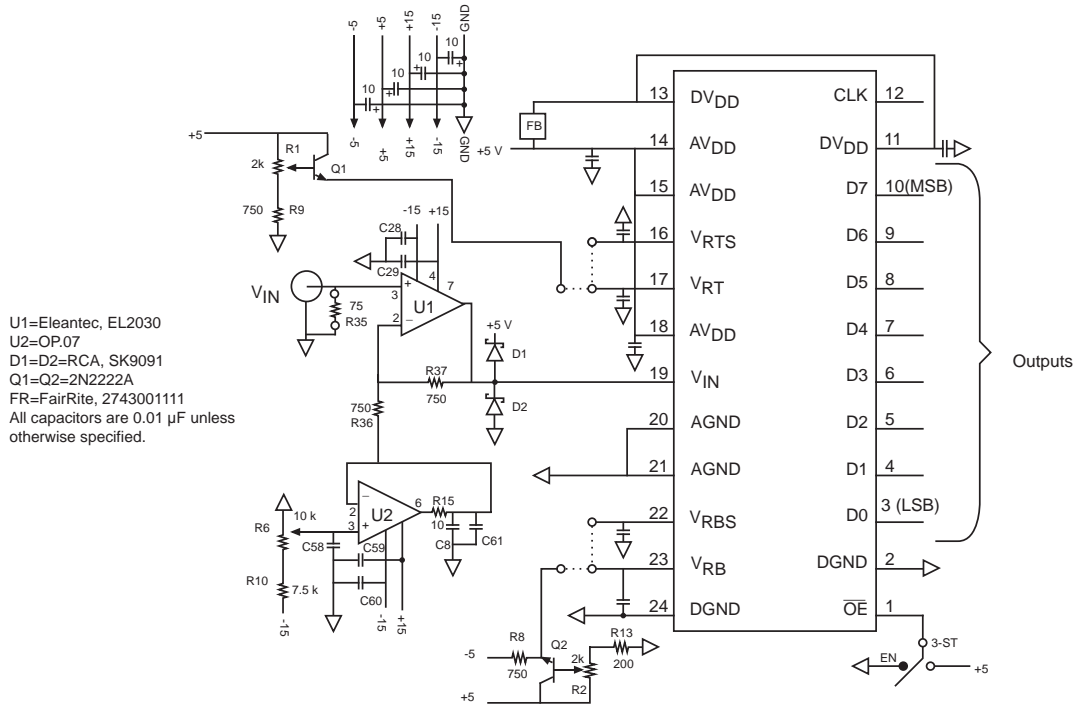 -5
+5
+15
-15
GND
10
10
10
10
-5
+5
+15
-15
GND
+5
R1
2k
Q1
750
R9
-15
+15
C28
C29
4
7
3
2
+
−
U1
VIN
75
R35
R37
750
750
R36
+5 V
D1
D2
U1=Eleantec, EL2030
U2=OP.07
D1=D2=RCA, SK9091
Q1=Q2=2N2222A
FR=FairRite, 2743001111
All capacitors are 0.01 µF unless
otherwise specified.
−
2
3
+
U2
6
R15
10
C8
C61
10 k
R6
C58
C59
C60
R10
7.5 k
-15
-15
+15
R8
-5
750
+5
Q2
2k
R2
R13
200
FB
+5 V
13 DVDD
14 AVDD
15 AVDD
16 VRTS
17 VRT
18 AVDD
19 VIN
20 AGND
21 AGND
22 VRBS
23 VRB
24 DGND
CLK 12
DVDD 11
D7 10(MSB)
D6 9
D5 8
D4 7
D3 6
D2 5
D1 4
D0 3 (LSB)
DGND 2
OE 1
Outputs
3-ST
EN
+5